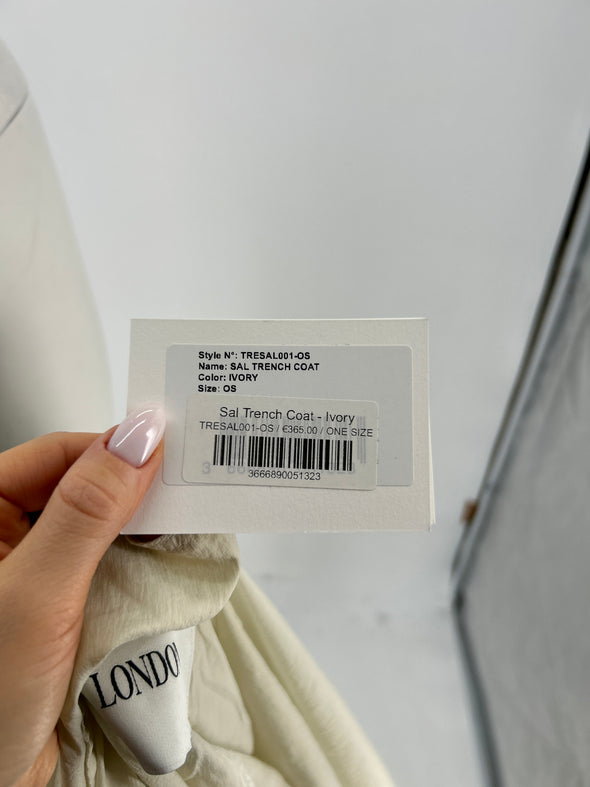 Style N°: TRESAL001-OS
Name: SAL TRENCH COAT
Color: IVORY
Size: OS
Sal Trench Coat - Ivory
TRESAL001-OS / €365.00 / ONE SIZE
3666890051323
LONDON